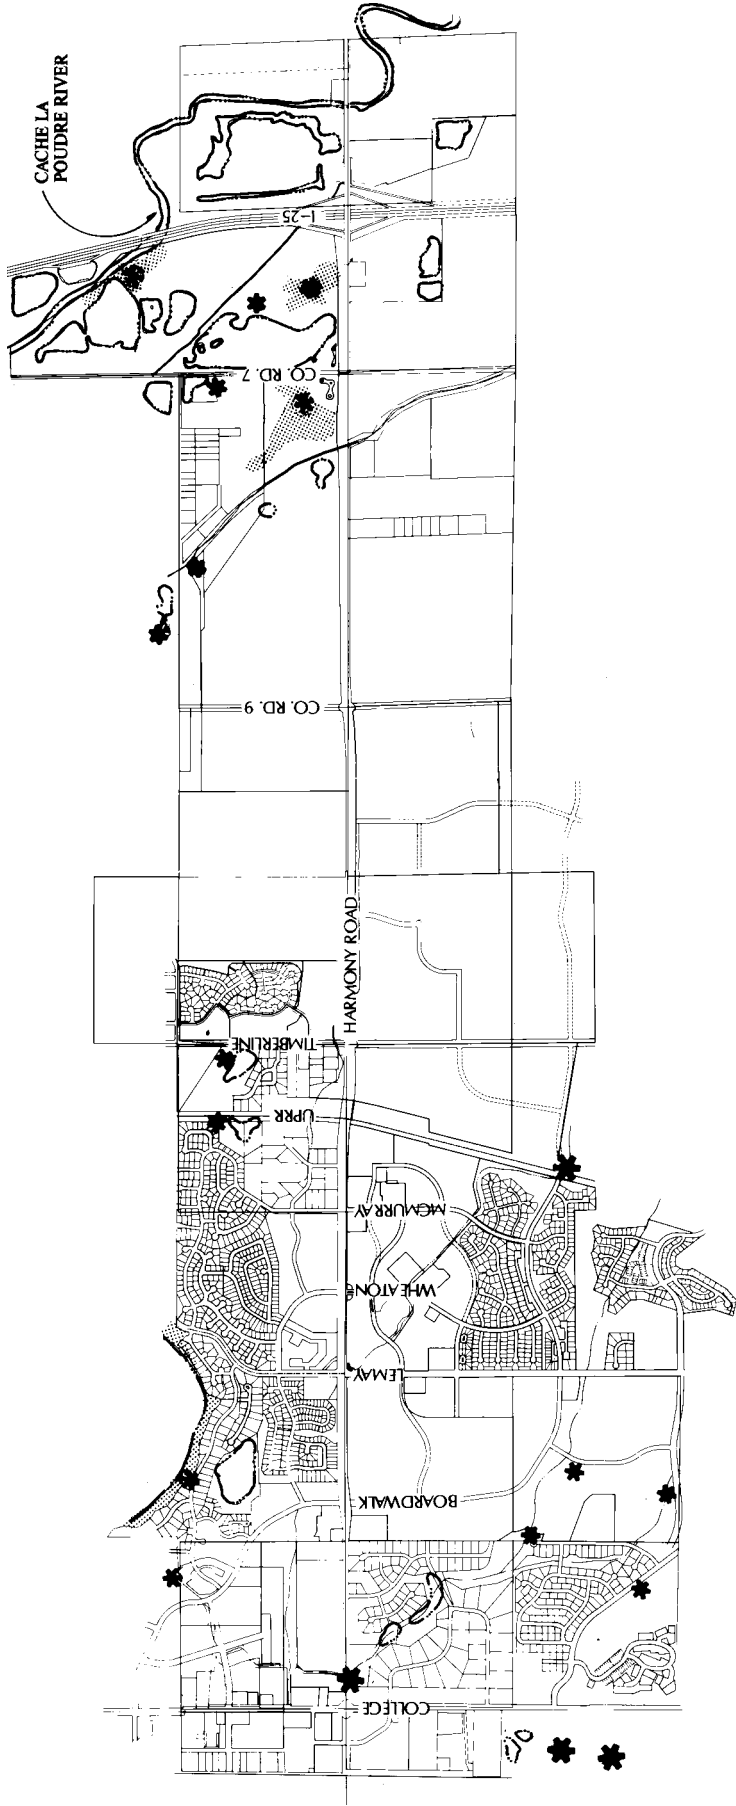 CACHE LA
POUDRE RIVER
I-25
CO. RD. 7
CO. RD. 9
HARMONY ROAD
TIMBERLINE
UPRR
MCMURRAY
WHEATON
LEMAY
BOARDWALK
COLLEGE